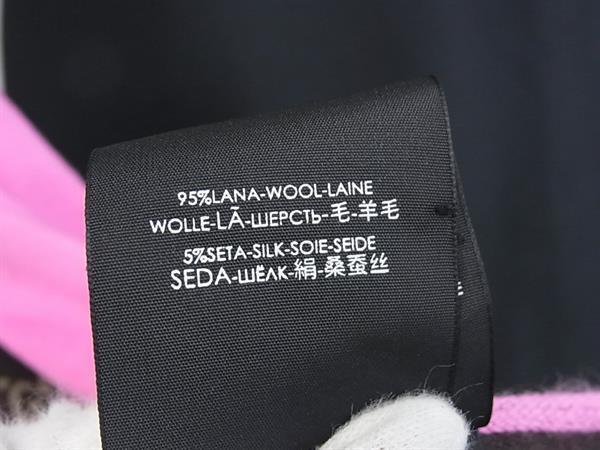 95%LANA-WOOL-LAINE
WOLLE-LÃ-ШЕРСТЬ-毛-羊毛
5%SETA-SILK-SOIE-SEIDE
SEDA-ШЁЛК-絹-桑蚕丝